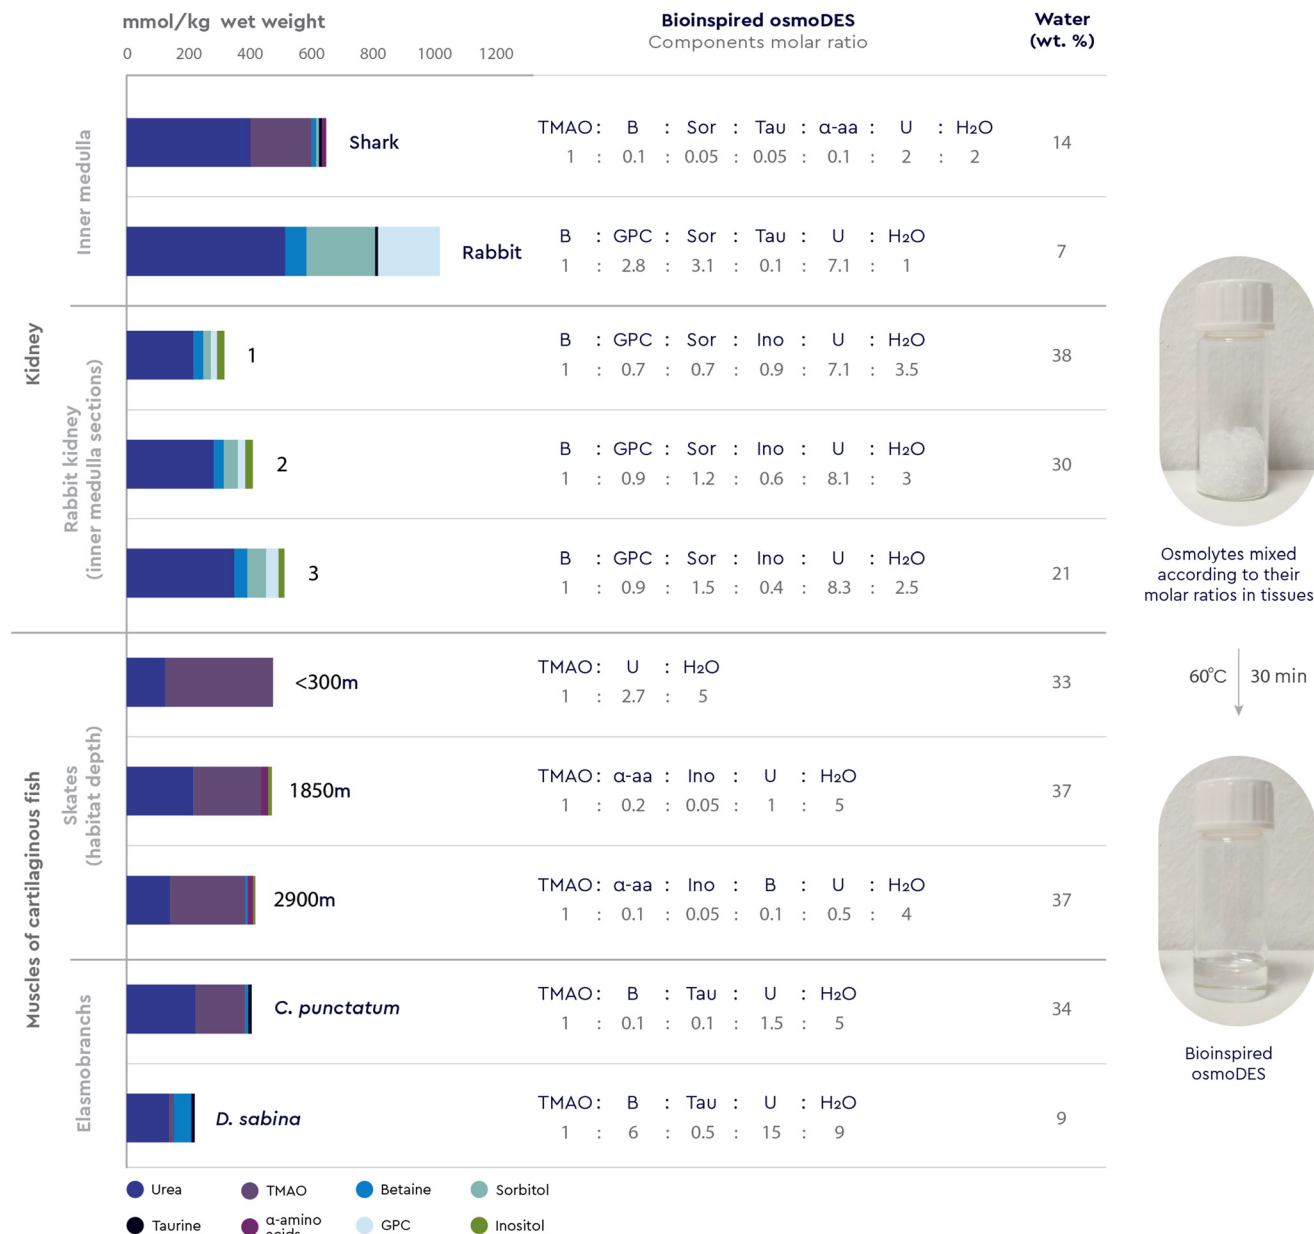 mmol/kg wet weight
0 200 400 600 800 1000 1200
Bioinspired osmoDES
Components molar ratio
Water
(wt. %)
Kidney
Inner medulla
Shark
TMAO : B : Sor : Tau : α-aa : U : H₂O
1 : 0.1 : 0.05 : 0.05 : 0.1 : 2 : 2
14
Rabbit
B : GPC : Sor : Tau : U : H₂O
1 : 2.8 : 3.1 : 0.1 : 7.1 : 1
7
Rabbit kidney
(inner medulla sections)
1
B : GPC : Sor : Ino : U : H₂O
1 : 0.7 : 0.7 : 0.9 : 7.1 : 3.5
38
2
B : GPC : Sor : Ino : U : H₂O
1 : 0.9 : 1.2 : 0.6 : 8.1 : 3
30
3
B : GPC : Sor : Ino : U : H₂O
1 : 0.9 : 1.5 : 0.4 : 8.3 : 2.5
21
Muscles of cartilaginous fish
Skates
(habitat depth)
<300m
TMAO : U : H₂O
1 : 2.7 : 5
33
1850m
TMAO : α-aa : Ino : U : H₂O
1 : 0.2 : 0.05 : 1 : 5
37
2900m
TMAO : α-aa : Ino : B : U : H₂O
1 : 0.1 : 0.05 : 0.1 : 0.5 : 4
37
Elasmobranchs
C. punctatum
TMAO : B : Tau : U : H₂O
1 : 0.1 : 0.1 : 1.5 : 5
34
D. sabina
TMAO : B : Tau : U : H₂O
1 : 6 : 0.5 : 15 : 9
9
Urea TMAO Betaine Sorbitol
Taurine α-amino acids GPC Inositol
Osmolytes mixed
according to their
molar ratios in tissues
60°C 30 min
Bioinspired
osmoDES